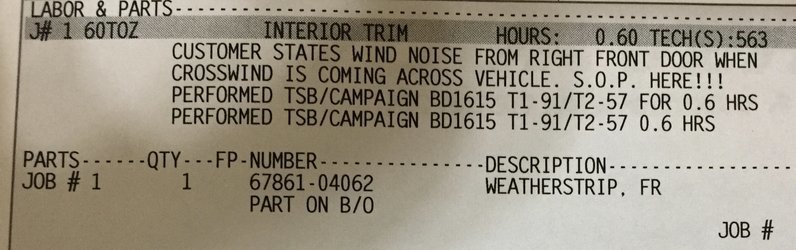 LABOR & PARTS---------------------------------------------
J# 1 60TOZ INTERIOR TRIM HOURS: 0.60 TECH(S):563
CUSTOMER STATES WIND NOISE FROM RIGHT FRONT DOOR WHEN
CROSSWIND IS COMING ACROSS VEHICLE. S.O.P. HERE!!!
PERFORMED TSB/CAMPAIGN BD1615 T1-91/T2-57 FOR 0.6 HRS
PERFORMED TSB/CAMPAIGN BD1615 T1-91/T2-57 0.6 HRS
PARTS------QTY---FP-NUMBER---------------DESCRIPTION----------------
JOB # 1 1 67861-04062 WEATHERSTRIP, FR
PART ON B/O
JOB #